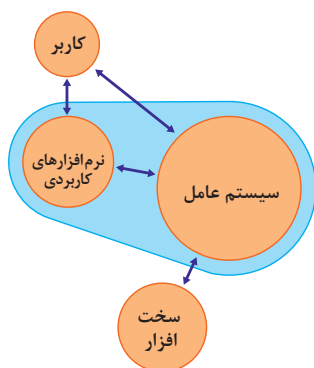 کاربر
نرم‌افزارهای
کاربردی
سیستم عامل
سخت
افزار